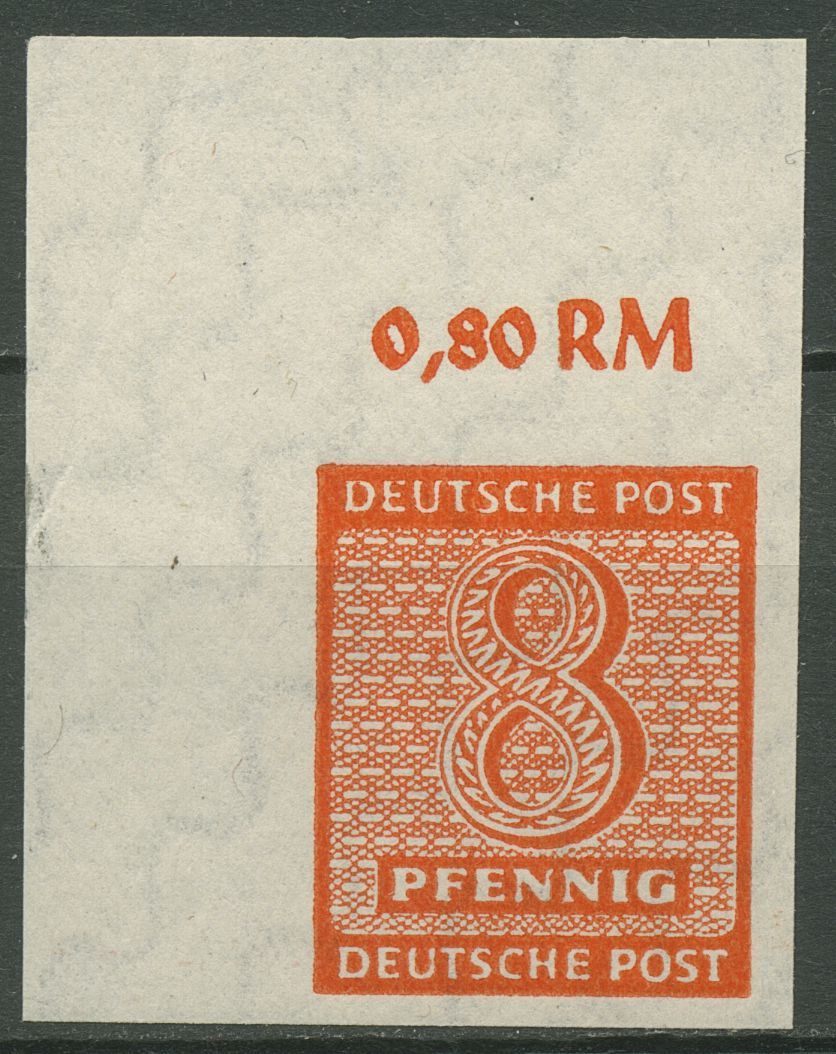 0,80 RM
DEUTSCHE POST
8
PFENNIG
DEUTSCHE POST